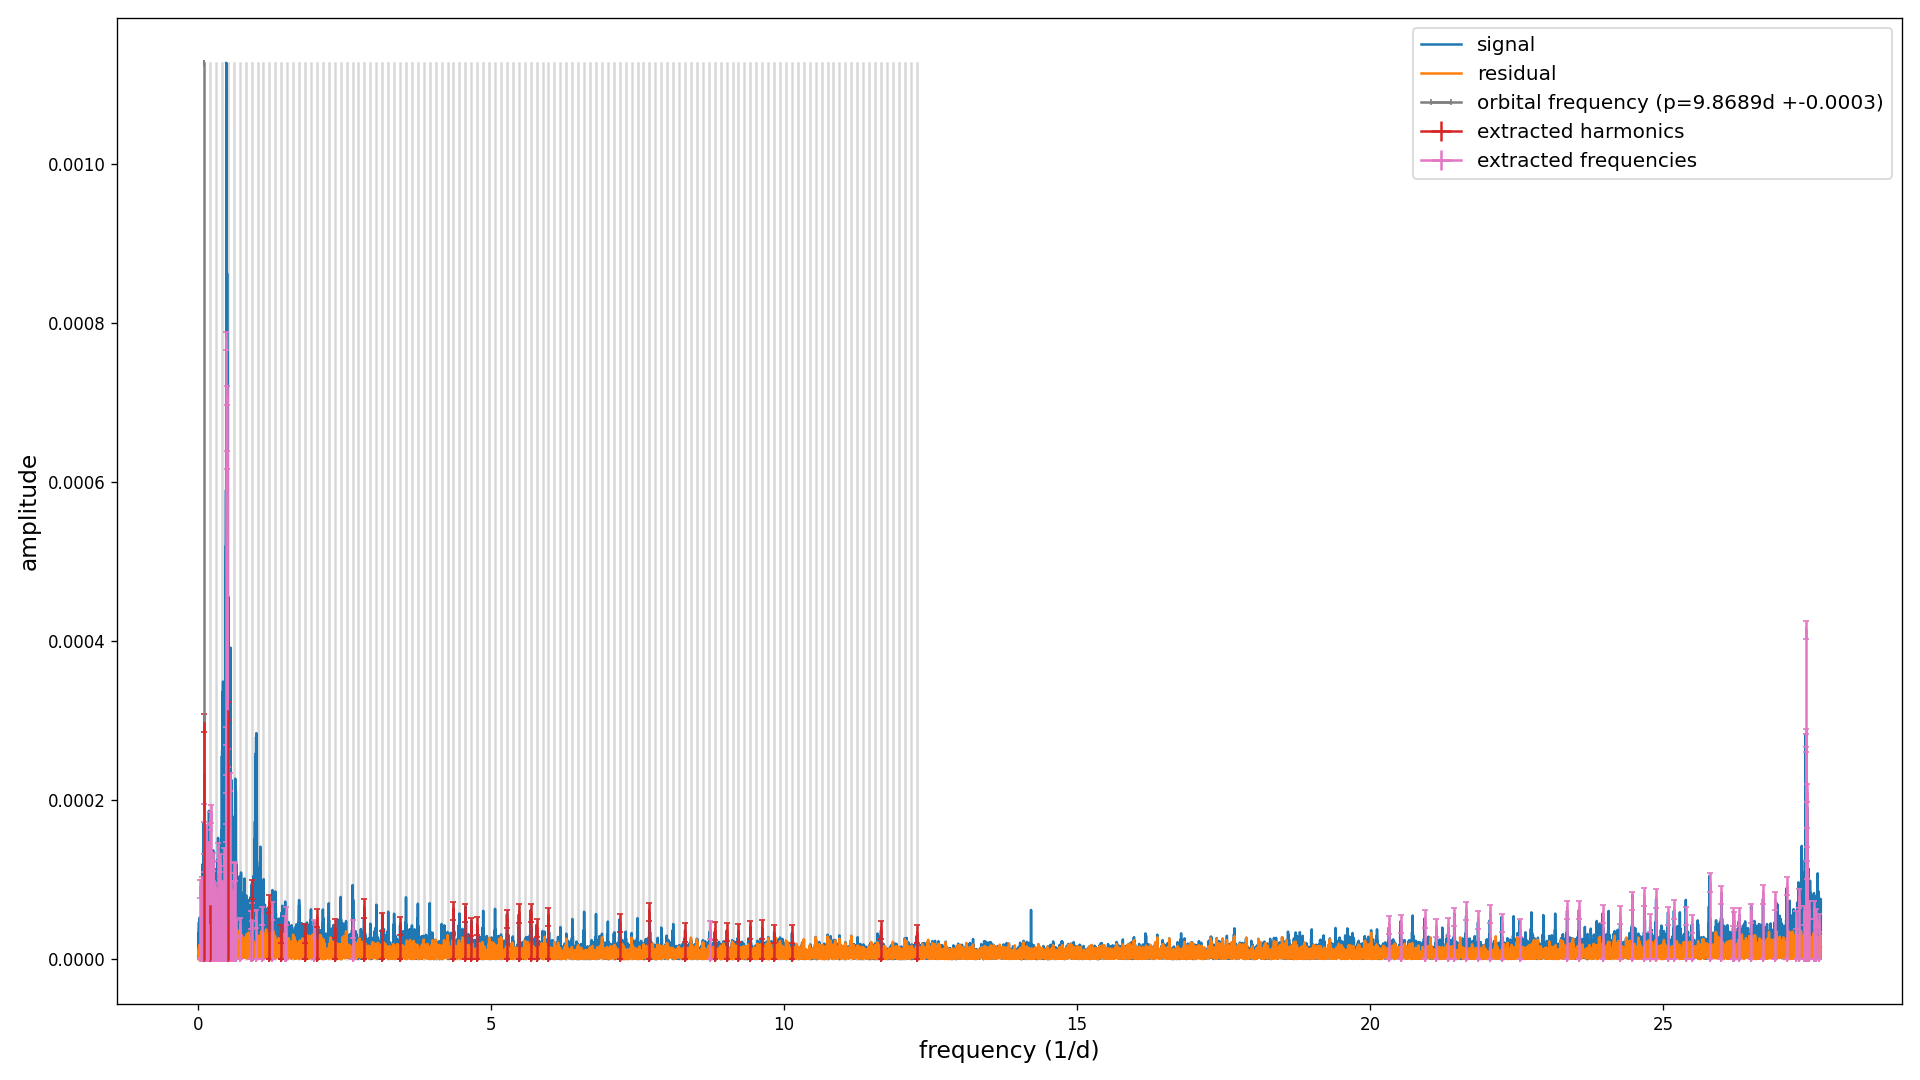 signal
residual
orbital frequency (p=9.8689d +-0.0003)
extracted harmonics
extracted frequencies
0.0010
0.0008
0.0006
0.0004
0.0002
0.0000
amplitude
0 5 10 15 20 25
frequency (1/d)